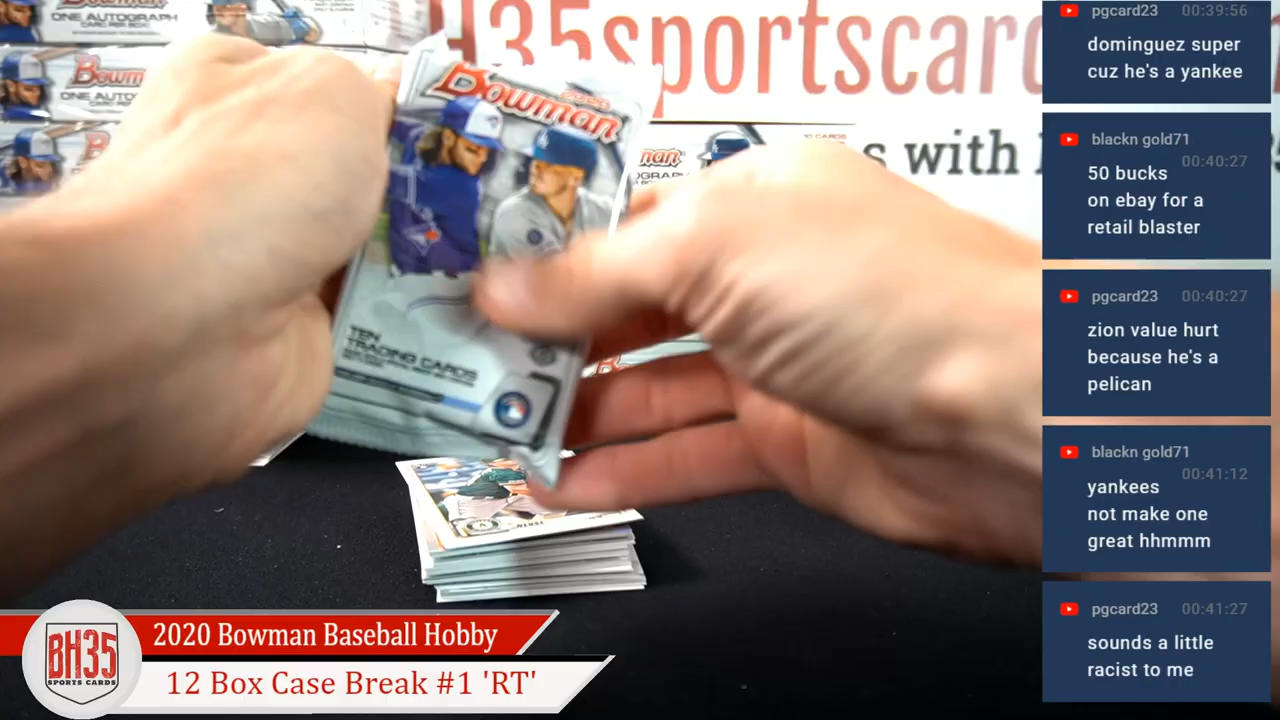 Bowman
ONE AUTOGRAPH
BH35sportscard
Bowm
ONE AUTO
2020
Bowman
s with
TEN
TRADING CARDS
BH35
SPORTS CARDS
2020 Bowman Baseball Hobby
12 Box Case Break #1 'RT'
pgcard23 00:39:56
dominguez super
cuz he's a yankee
blackn gold71
00:40:27
50 bucks
on ebay for a
retail blaster
pgcard23 00:40:27
zion value hurt
because he's a
pelican
blackn gold71
00:41:12
yankees
not make one
great hhmmm
pgcard23 00:41:27
sounds a little
racist to me